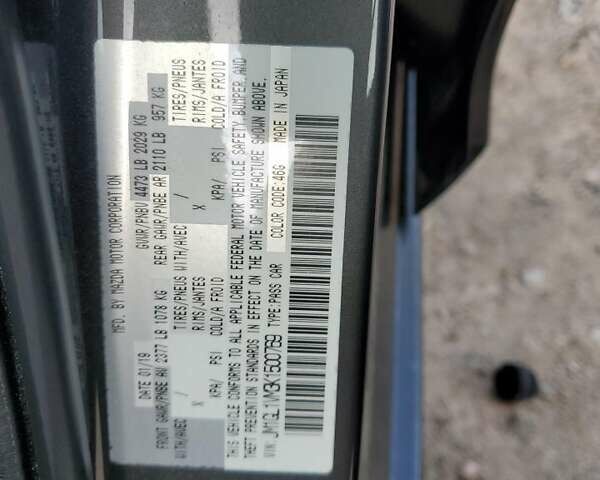 MFD. BY MAZDA MOTOR CORPORATION
DATE 01/19 GVWR/PNBV 4473 LB 2029 KG
FRONT GAWR/PNBE AV 2377 LB 1078 KG REAR GAWR/PNBE AR 2110 LB 957 KG
WITH/AVEC / TIRES/PNEUS WITH/AVEC / TIRES/PNEUS
X RIMS/JANTES X RIMS/JANTES
KPA/ PSI COLD/A FROID KPA/ PSI COLD/A FROID
THIS VEHICLE CONFORMS TO ALL APPLICABLE FEDERAL MOTOR VEHICLE SAFETY BUMPER AND
THEFT PREVENTION STANDARDS IN EFFECT ON THE DATE OF MANUFACTURE SHOWN ABOVE.
COLOR CODE:46G MADE IN JAPAN
VIN: TYPE:PASS CAR